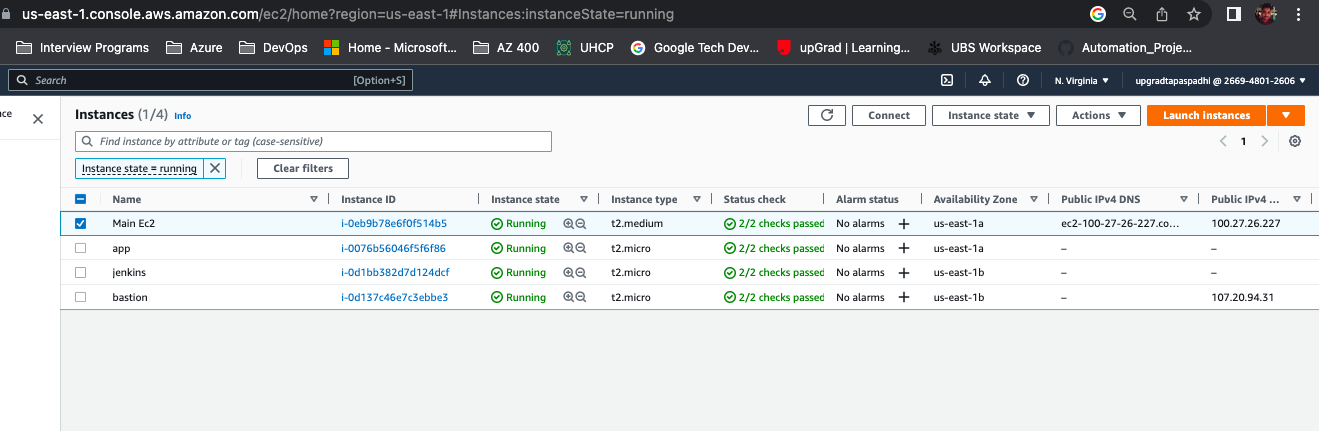 us-east-1.console.aws.amazon.com/ec2/home?region=us-east-1#Instances:instanceState=running
Interview Programs Azure DevOps Home - Microsoft... AZ 400 UHCP Google Tech Dev... upGrad | Learning... UBS Workspace Automation_Proje...
Search [Option+S] N. Virginia ▼ upgradtapaspadhi @ 2669-4801-2606 ▼
nce
Instances (1/4) Info Connect Instance state ▼ Actions ▼ Launch instances ▼
Find instance by attribute or tag (case-sensitive) 1
Instance state = running Clear filters
Name Instance ID Instance state Instance type Status check Alarm status Availability Zone Public IPv4 DNS Public IPv4 ...
Main Ec2 i-0eb9b78e6f0f514b5 Running t2.medium 2/2 checks passed No alarms + us-east-1a ec2-100-27-26-227.co... 100.27.26.227
app i-0076b56046f5f6f86 Running t2.micro 2/2 checks passed No alarms + us-east-1a – –
jenkins i-0d1bb382d7d124dcf Running t2.micro 2/2 checks passed No alarms + us-east-1b – –
bastion i-0d137c46e7c3ebbe3 Running t2.micro 2/2 checks passed No alarms + us-east-1b – 107.20.94.31